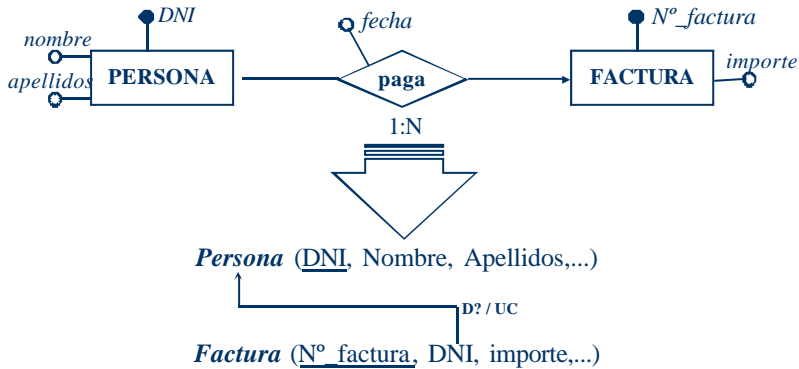 DNI
fecha
Nº_factura
nombre
apellidos
PERSONA
paga
FACTURA
importe
1:N
Persona (DNI, Nombre, Apellidos,...)
D? / UC
Factura (Nº_factura, DNI, importe,...)